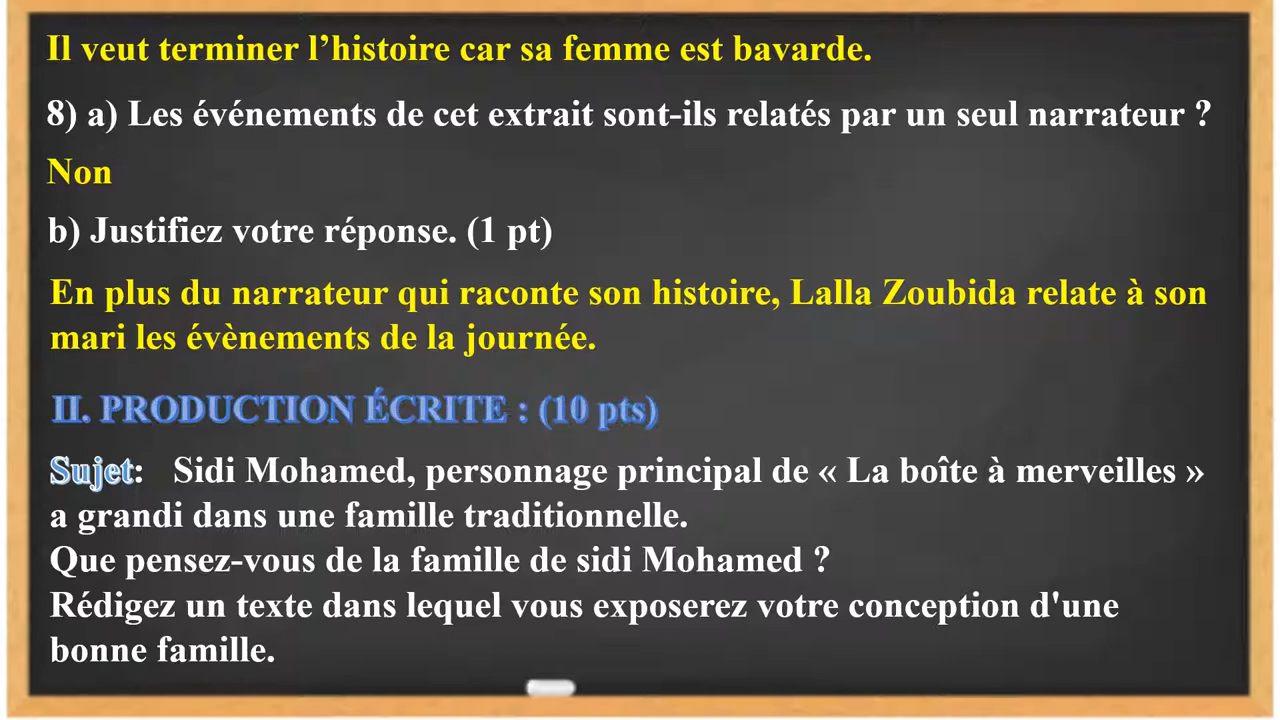 Il veut terminer l’histoire car sa femme est bavarde.
8) a) Les événements de cet extrait sont-ils relatés par un seul narrateur ?
Non
b) Justifiez votre réponse. (1 pt)
En plus du narrateur qui raconte son histoire, Lalla Zoubida relate à son
mari les évènements de la journée.
II. PRODUCTION ÉCRITE : (10 pts)
Sujet: Sidi Mohamed, personnage principal de « La boîte à merveilles »
a grandi dans une famille traditionnelle.
Que pensez-vous de la famille de sidi Mohamed ?
Rédigez un texte dans lequel vous exposerez votre conception d'une
bonne famille.